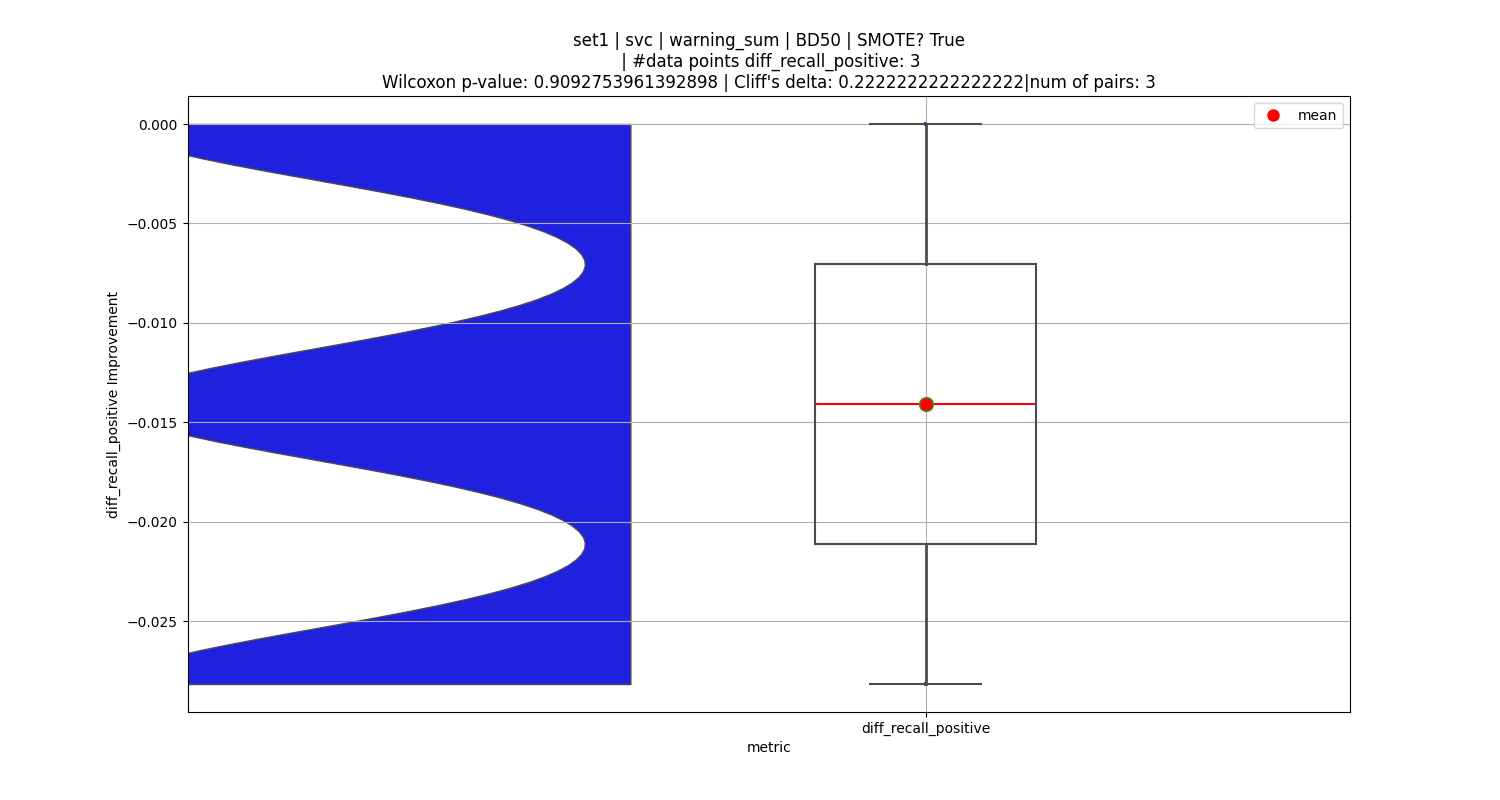 set1 | svc | warning_sum | BD50 | SMOTE? True
| #data points diff_recall_positive: 3
Wilcoxon p-value: 0.9092753961392898 | Cliff's delta: 0.2222222222222222|num of pairs: 3
mean
0.000
−0.005
−0.010
−0.015
−0.020
−0.025
diff_recall_positive Improvement
diff_recall_positive
metric